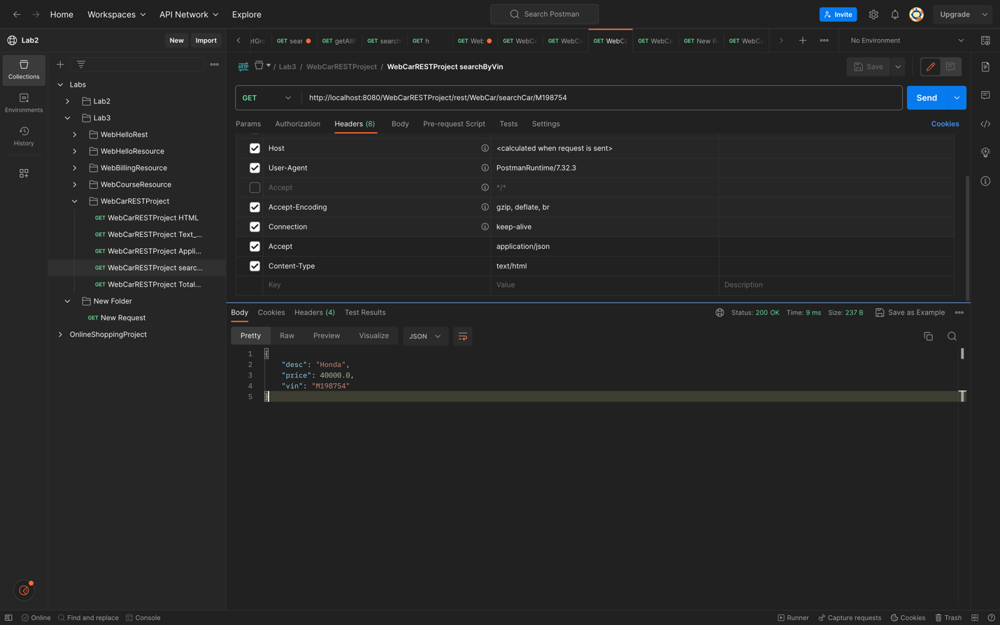 Home
Workspaces
API Network
Explore
Search Postman
Invite
Upgrade
Lab2
New
Import
etGro
GET sear
GET getAllP
GET search
GET h
GET Web
GET WebCa
GET WebCa
GET WebCa
GET WebCa
GET New R
GET WebCa
No Environment
Collections
Environments
History
Labs
Lab2
Lab3
WebHelloRest
WebHelloResource
WebBillingResource
WebCourseResource
WebCarRESTProject
GET WebCarRESTProject HTML
GET WebCarRESTProject Text_...
GET WebCarRESTProject Appli...
GET WebCarRESTProject searc...
GET WebCarRESTProject Total...
New Folder
GET New Request
OnlineShoppingProject
HTTP
/ Lab3 / WebCarRESTProject / WebCarRESTProject searchByVin
Save
GET
http://localhost:8080/WebCarRESTProject/rest/WebCar/searchCar/M198754
Send
Params
Authorization
Headers (8)
Body
Pre-request Script
Tests
Settings
Cookies
Host <calculated when request is sent>
User-Agent PostmanRuntime/7.32.3
Accept */*
Accept-Encoding gzip, deflate, br
Connection keep-alive
Accept application/json
Content-Type text/html
Key Value Description
Body
Cookies
Headers (4)
Test Results
Status: 200 OK
Time: 9 ms
Size: 237 B
Save as Example
Pretty
Raw
Preview
Visualize
JSON
1 {
2 "desc": "Honda",
3 "price": 40000.0,
4 "vin": "M198754"
5 }
Online
Find and replace
Console
Runner
Capture requests
Cookies
Trash